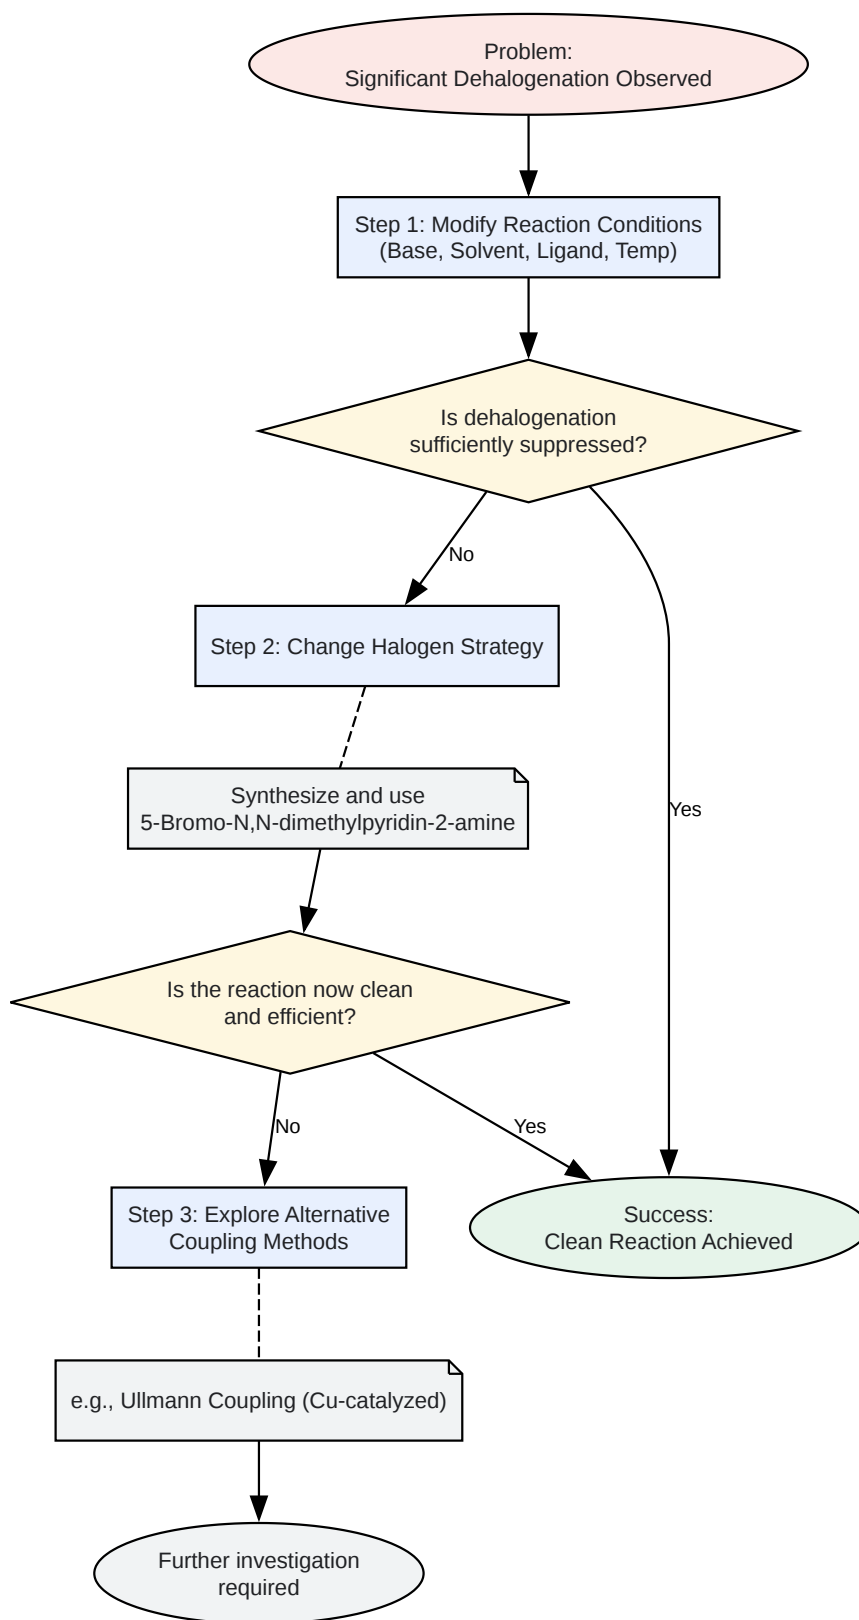 Problem:
Significant Dehalogenation Observed
Step 1: Modify Reaction Conditions
(Base, Solvent, Ligand, Temp)
Is dehalogenation
sufficiently suppressed?
No
Step 2: Change Halogen Strategy
Synthesize and use
5-Bromo-N,N-dimethylpyridin-2-amine
Yes
Is the reaction now clean
and efficient?
No
Yes
Step 3: Explore Alternative
Coupling Methods
Success:
Clean Reaction Achieved
e.g., Ullmann Coupling (Cu-catalyzed)
Further investigation
required